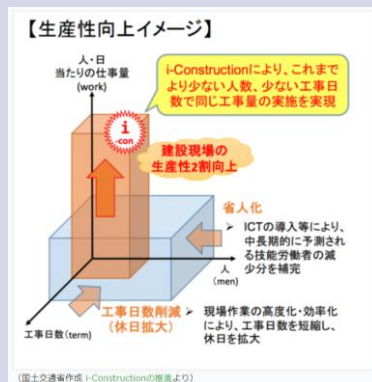 【生産性向上イメージ】
人・日
当たりの仕事量
(work)
i-Constructionにより、これまで
より少ない人数、少ない工事日
数で同じ工事量の実施を実現
i
-con
建設現場の
生産性2割向上
省人化
➢ ICTの導入等により、
中長期的に予測され
る技能労働者の減
少分を補完
人
(men)
工事日数削減
(休日拡大)
➢ 現場作業の高度化・効率化
により、工事日数を短縮し、
休日を拡大
工事日数(term)
(国土交通省作成 i-Constructionの推進より)